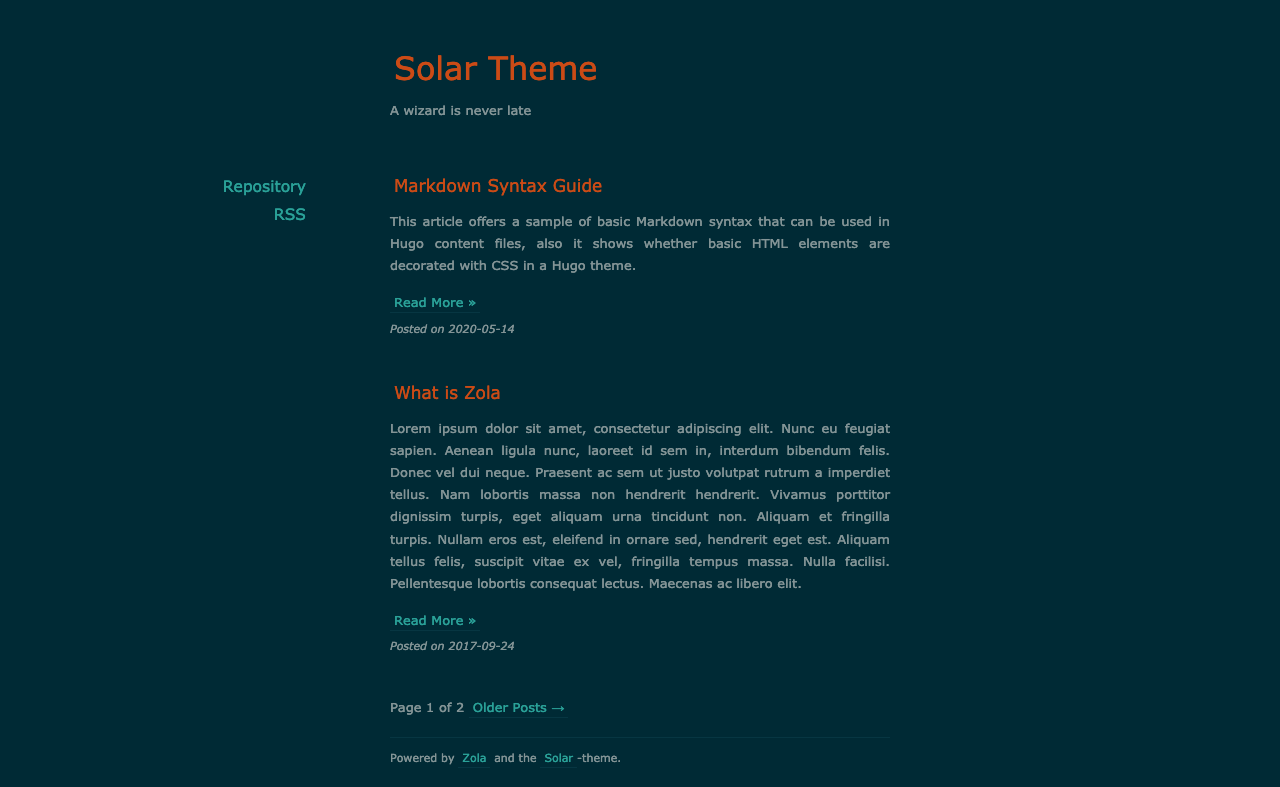 Solar Theme
A wizard is never late
Repository
RSS
Markdown Syntax Guide
This article offers a sample of basic Markdown syntax that can be used in
Hugo content files, also it shows whether basic HTML elements are
decorated with CSS in a Hugo theme.
Read More »
Posted on 2020-05-14
What is Zola
Lorem ipsum dolor sit amet, consectetur adipiscing elit. Nunc eu feugiat
sapien. Aenean ligula nunc, laoreet id sem in, interdum bibendum felis.
Donec vel dui neque. Praesent ac sem ut justo volutpat rutrum a imperdiet
tellus. Nam lobortis massa non hendrerit hendrerit. Vivamus porttitor
dignissim turpis, eget aliquam urna tincidunt non. Aliquam et fringilla
turpis. Nullam eros est, eleifend in ornare sed, hendrerit eget est. Aliquam
tellus felis, suscipit vitae ex vel, fringilla tempus massa. Nulla facilisi.
Pellentesque lobortis consequat lectus. Maecenas ac libero elit.
Read More »
Posted on 2017-09-24
Page 1 of 2 Older Posts →
Powered by Zola and the Solar-theme.